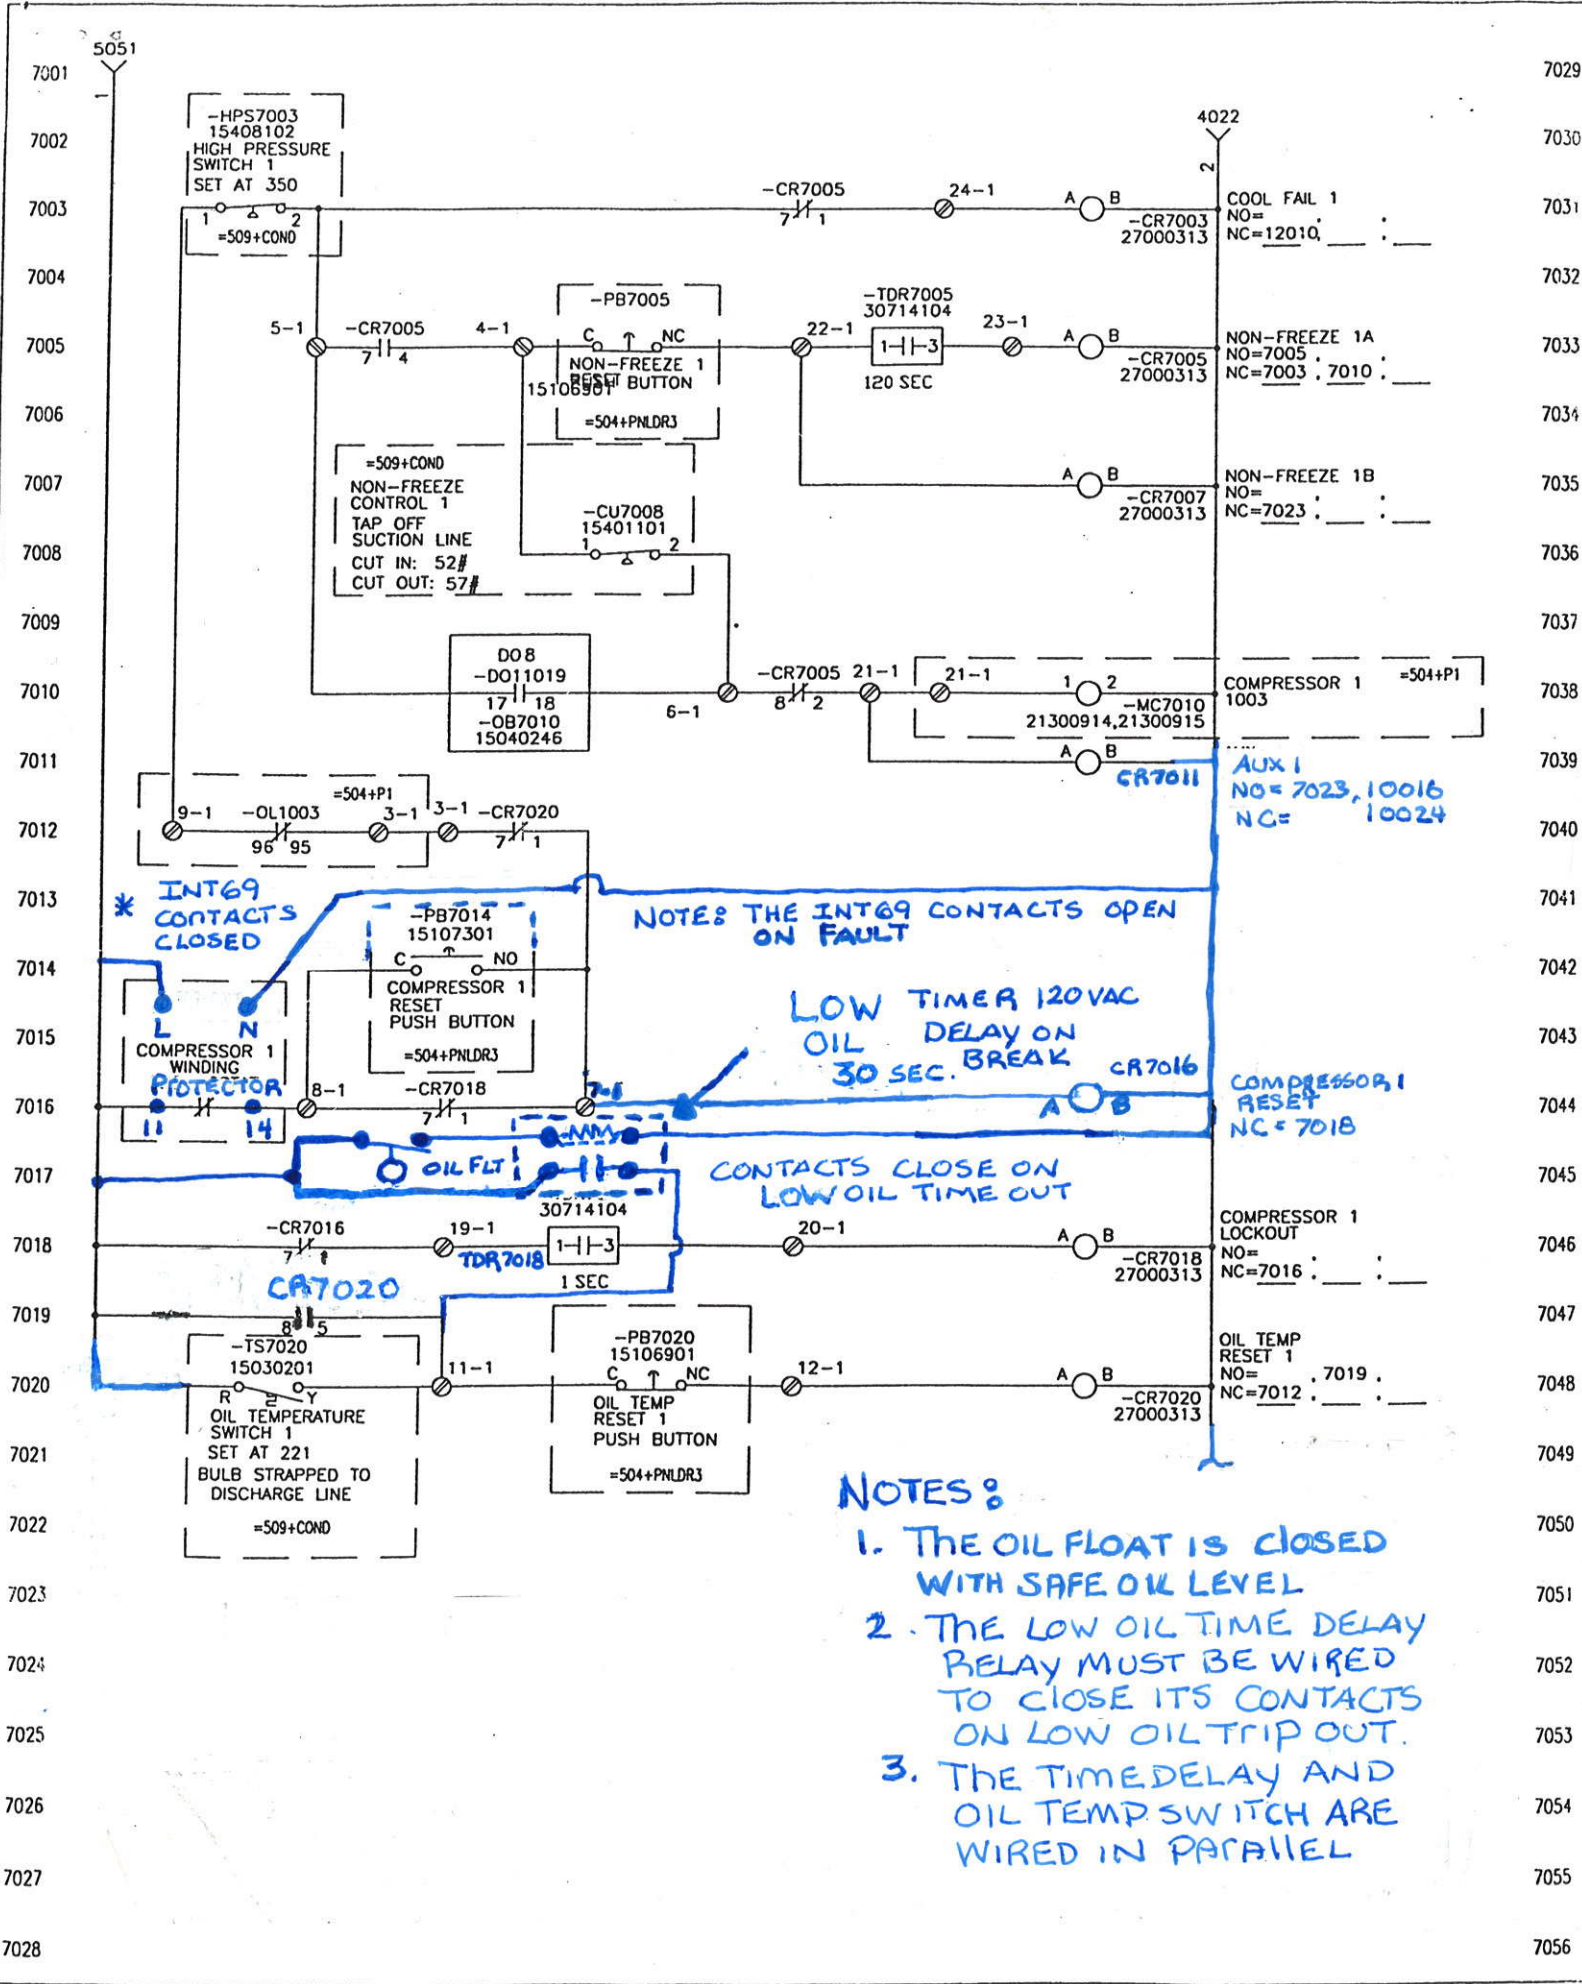 5051
7001
7029
1
-HPS7003
15408102
HIGH PRESSURE
SWITCH 1
SET AT 350
7002
4022
7030
2
7003
1
2
=509+COND
-CR7005
7 1
24-1
A B
-CR7003
27000313
COOL FAIL 1
NO=
NC=12010
7031
7004
7032
-PB7005
-TDR7005
30714104
7005
5-1
-CR7005
7 4
4-1
C NC
NON-FREEZE 1
RESET BUTTON
15106901
=504+PNLDR3
22-1
1 3
120 SEC
23-1
A B
-CR7005
27000313
NON-FREEZE 1A
NO=7005
NC=7003 . 7010 .
7033
7006
7034
=509+COND
NON-FREEZE
CONTROL 1
TAP OFF
SUCTION LINE
CUT IN: 52#
CUT OUT: 57#
7007
A B
-CR7007
27000313
NON-FREEZE 1B
NO=
NC=7023
7035
-CU7008
15401101
7008
1 2
7036
7009
7037
DO8
-DO11019
17 18
-OB7010
15040246
7010
6-1
-CR7005
8 2
21-1
21-1
1 2
-MC7010
21300914,21300915
COMPRESSOR 1
1003
=504+P1
7038
7011
A B
CR7011
AUX 1
NO= 7023, 10016
NC= 10024
7039
=504+P1
7012
9-1
-OL1003
96 95
3-1
3-1
-CR7020
7 1
7040
7013
* INT69
CONTACTS
CLOSED
-PB7014
15107301
NOTE: THE INT69 CONTACTS OPEN
ON FAULT
7041
7014
C NO
COMPRESSOR 1
RESET
PUSH BUTTON
=504+PNLDR3
7042
LOW TIMER 120VAC
OIL DELAY ON
30 SEC. BREAK
7015
L N
COMPRESSOR 1
WINDING
PROTECTOR
7043
7016
11 14
8-1
-CR7018
7 1
7-1
CR7016
A B
COMPRESSOR 1
RESET
NC= 7018
7044
7017
OIL FLT
CONTACTS CLOSE ON
LOW OIL TIME OUT
7045
30714104
7018
-CR7016
7
19-1
TDR7018
1 3
1 SEC
20-1
A B
-CR7018
27000313
COMPRESSOR 1
LOCKOUT
NO=
NC=7016
7046
CR7020
7019
8 5
7047
-TS7020
15030201
-PB7020
15106901
7020
R Y
OIL TEMPERATURE
SWITCH 1
SET AT 221
BULB STRAPPED TO
DISCHARGE LINE
=509+COND
11-1
C NC
OIL TEMP
RESET 1
PUSH BUTTON
=504+PNLDR3
12-1
A B
-CR7020
27000313
OIL TEMP
RESET 1
NO= . 7019 .
NC=7012
7048
7021
7049
NOTES:
7022
7050
1. THE OIL FLOAT IS CLOSED
WITH SAFE OIL LEVEL
7023
7051
2. THE LOW OIL TIME DELAY
RELAY MUST BE WIRED
TO CLOSE ITS CONTACTS
ON LOW OIL TRIP OUT.
7024
7052
7025
7053
3. THE TIME DELAY AND
OIL TEMP. SWITCH ARE
WIRED IN PARALLEL
7026
7054
7027
7055
7028
7056